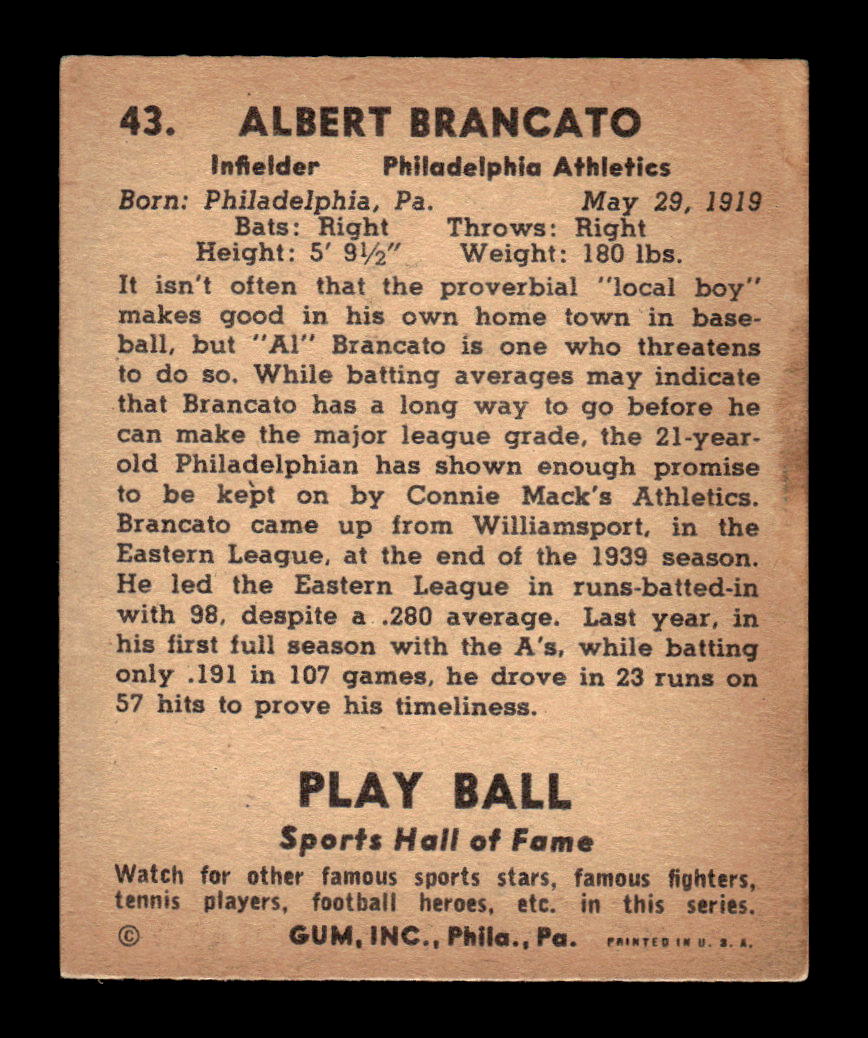 43. ALBERT BRANCATO
Infielder Philadelphia Athletics
Born: Philadelphia, Pa. May 29, 1919
Bats: Right Throws: Right
Height: 5' 9½" Weight: 180 lbs.
It isn't often that the proverbial "local boy"
makes good in his own home town in base-
ball, but "Al" Brancato is one who threatens
to do so. While batting averages may indicate
that Brancato has a long way to go before he
can make the major league grade, the 21-year-
old Philadelphian has shown enough promise
to be kept on by Connie Mack's Athletics.
Brancato came up from Williamsport, in the
Eastern League, at the end of the 1939 season.
He led the Eastern League in runs-batted-in
with 98, despite a .280 average. Last year, in
his first full season with the A's, while batting
only .191 in 107 games, he drove in 23 runs on
57 hits to prove his timeliness.
PLAY BALL
Sports Hall of Fame
Watch for other famous sports stars, famous fighters,
tennis players, football heroes, etc. in this series.
© GUM, INC., Phila., Pa. PRINTED IN U. S. A.